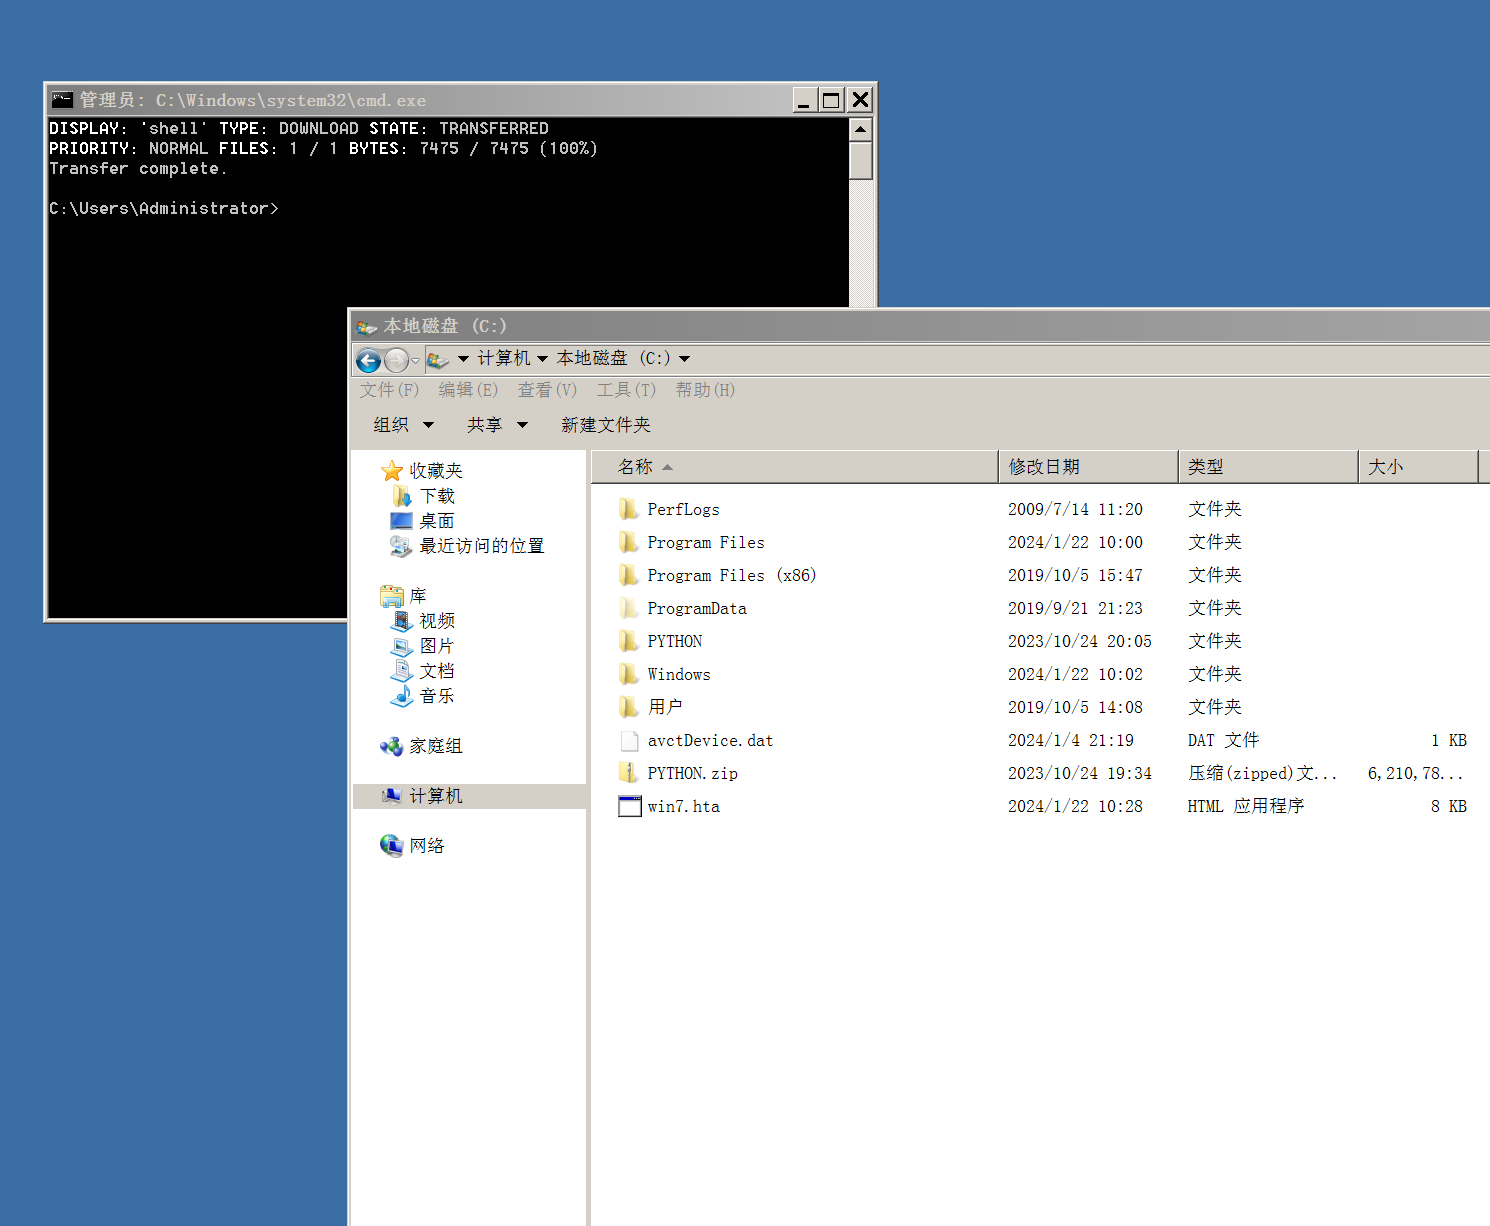 管理员: C:\Windows\system32\cmd.exe
DISPLAY: 'shell' TYPE: DOWNLOAD STATE: TRANSFERRED
PRIORITY: NORMAL FILES: 1 / 1 BYTES: 7475 / 7475 (100%)
Transfer complete.
C:\Users\Administrator>
本地磁盘 (C:)
计算机 本地磁盘 (C:)
文件(F) 编辑(E) 查看(V) 工具(T) 帮助(H)
组织 共享 新建文件夹
收藏夹
下载
桌面
最近访问的位置
库
视频
图片
文档
音乐
家庭组
计算机
网络
名称 修改日期 类型 大小
PerfLogs 2009/7/14 11:20 文件夹
Program Files 2024/1/22 10:00 文件夹
Program Files (x86) 2019/10/5 15:47 文件夹
ProgramData 2019/9/21 21:23 文件夹
PYTHON 2023/10/24 20:05 文件夹
Windows 2024/1/22 10:02 文件夹
用户 2019/10/5 14:08 文件夹
avctDevice.dat 2024/1/4 21:19 DAT 文件 1 KB
PYTHON.zip 2023/10/24 19:34 压缩(zipped)文... 6,210,78...
win7.hta 2024/1/22 10:28 HTML 应用程序 8 KB